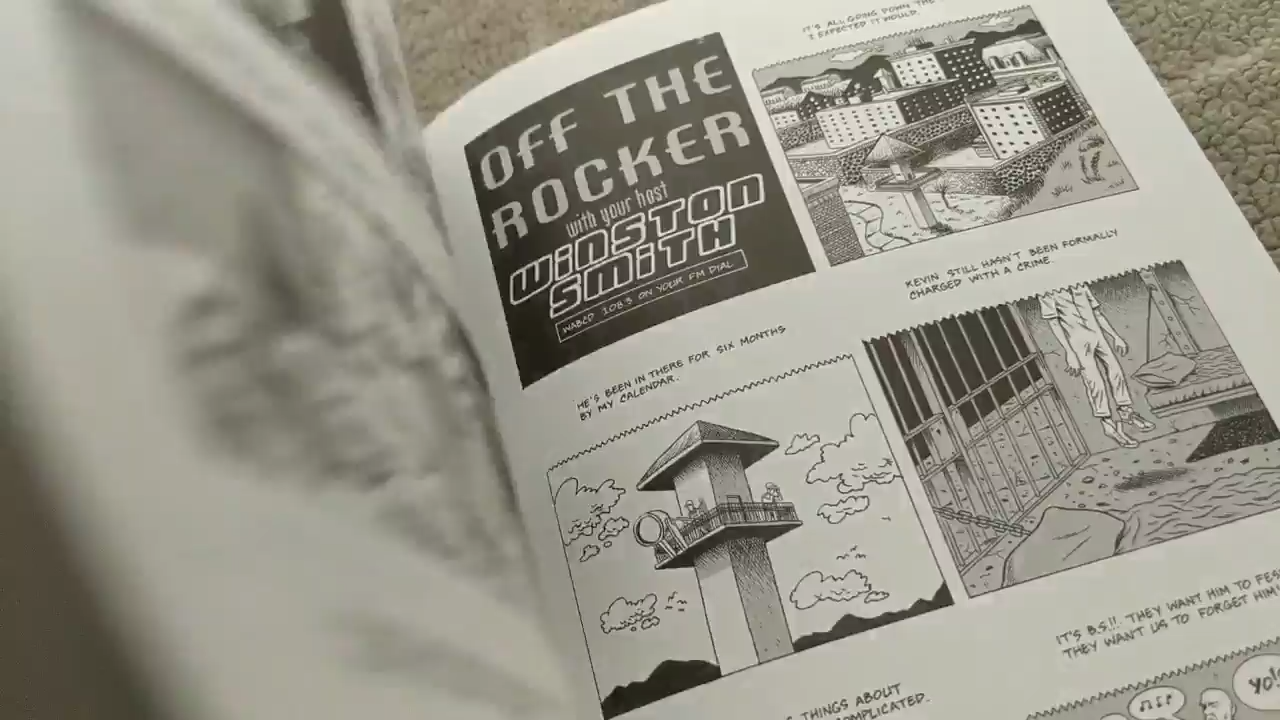 OFF THE
ROCKER
with your host
WINSTON
SMITH
WABCD 108.3 ON YOUR FM DIAL
IT'S ALL GOING DOWN THE
I EXPECTED IT WOULD.
HE'S BEEN IN THERE FOR SIX MONTHS
BY MY CALENDAR.
KEVIN STILL HASN'T BEEN FORMALLY
CHARGED WITH A CRIME.
THINGS ABOUT
IT'S B.S!! THEY WANT HIM TO
THEY WANT US TO FORGET HIM
YO!